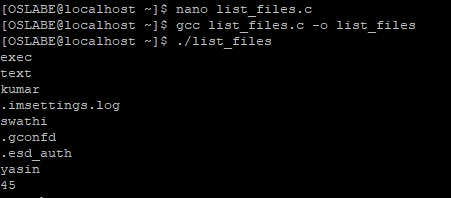 [OSLABE@localhost ~]$ nano list_files.c
[OSLABE@localhost ~]$ gcc list_files.c -o list_files
[OSLABE@localhost ~]$ ./list_files
exec
text
kumar
.imsettings.log
swathi
.gconfd
.esd_auth
yasin
45